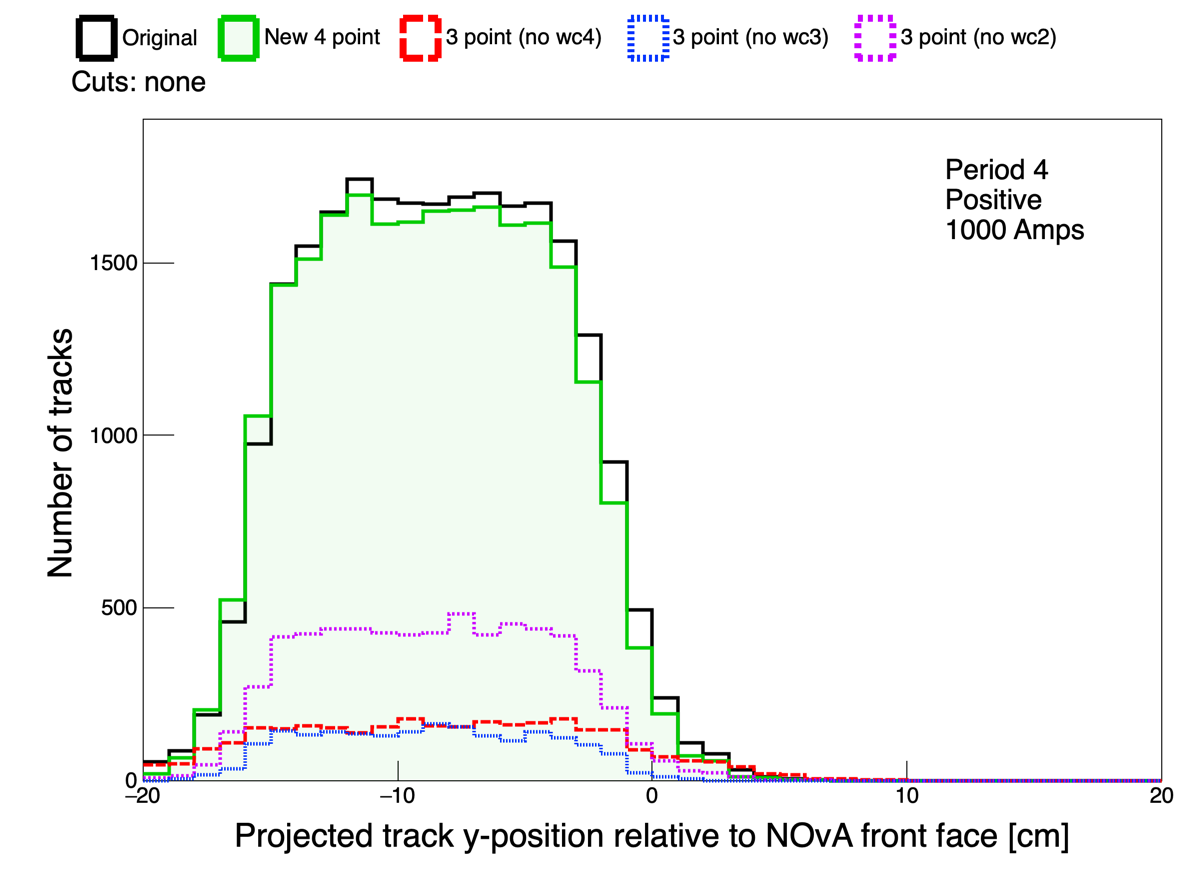 Original New 4 point 3 point (no wc4) 3 point (no wc3) 3 point (no wc2)
Cuts: none
Period 4
Positive
1000 Amps
1500
1000
500
0
Number of tracks
−20 −10 0 10 20
Projected track y-position relative to NOvA front face [cm]